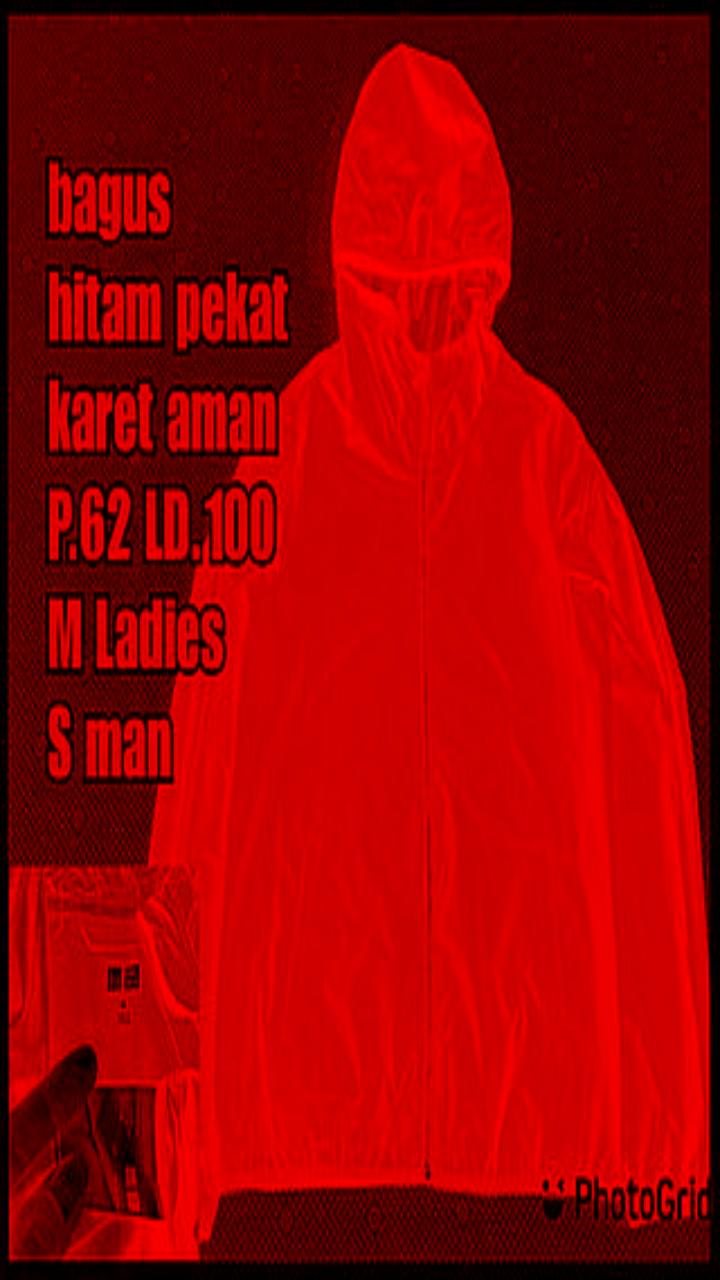 bagus
hitam pekat
karet aman
P.62 LD.100
M Ladies
S man
PhotoGrid